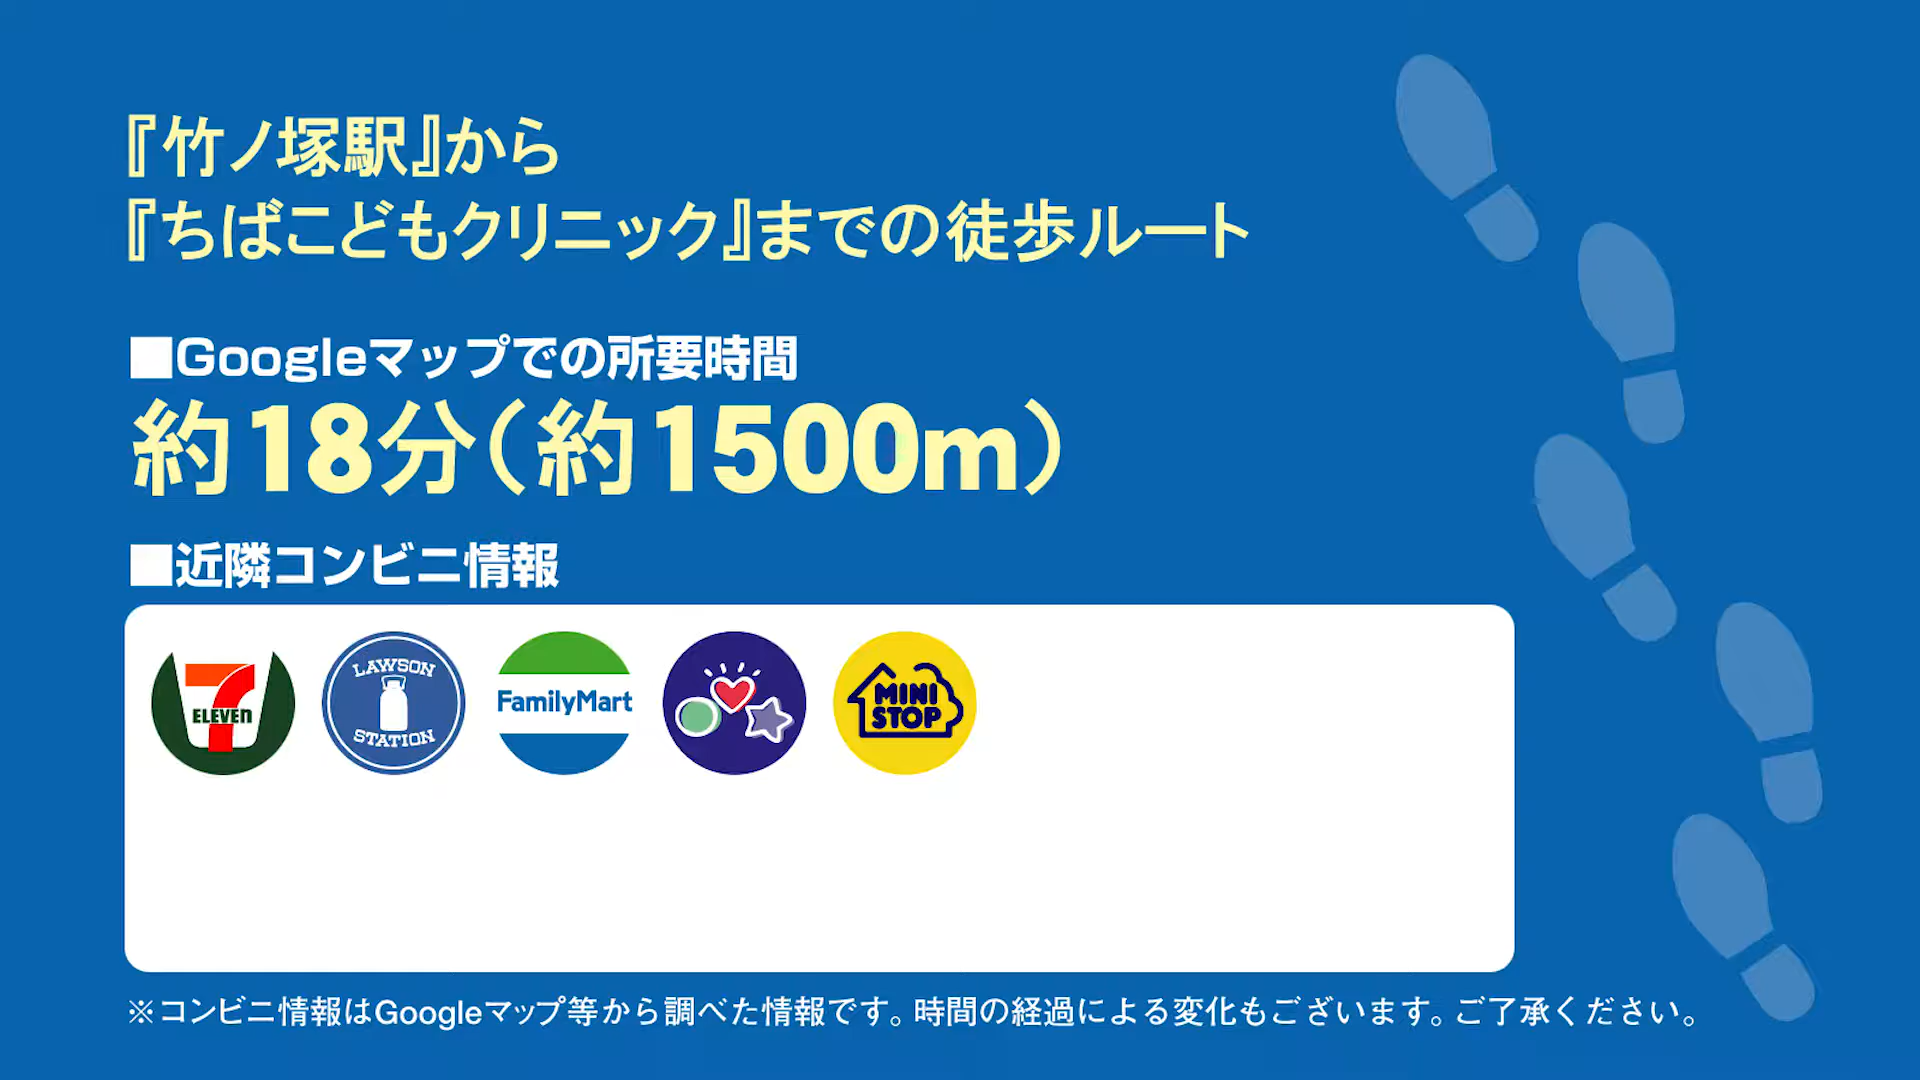 『竹ノ塚駅』から
『ちばこどもクリニック』までの徒歩ルート
■Googleマップでの所要時間
約18分（約1500m）
■近隣コンビニ情報
7 ELEVEN
LAWSON STATION
FamilyMart
MINI STOP
※コンビニ情報はGoogleマップ等から調べた情報です。時間の経過による変化もございます。ご了承ください。